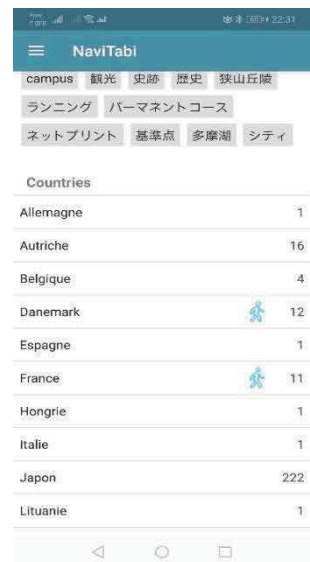 22:31
NaviTabi
campus 観光 史跡 歴史 狭山丘陵
ランニング パーマネントコース
ネットプリント 基準点 多摩湖 シティ
Countries
Allemagne 1
Autriche 16
Belgique 4
Danemark 12
Espagne 1
France 11
Hongrie 1
Italie 1
Japon 222
Lituanie 1